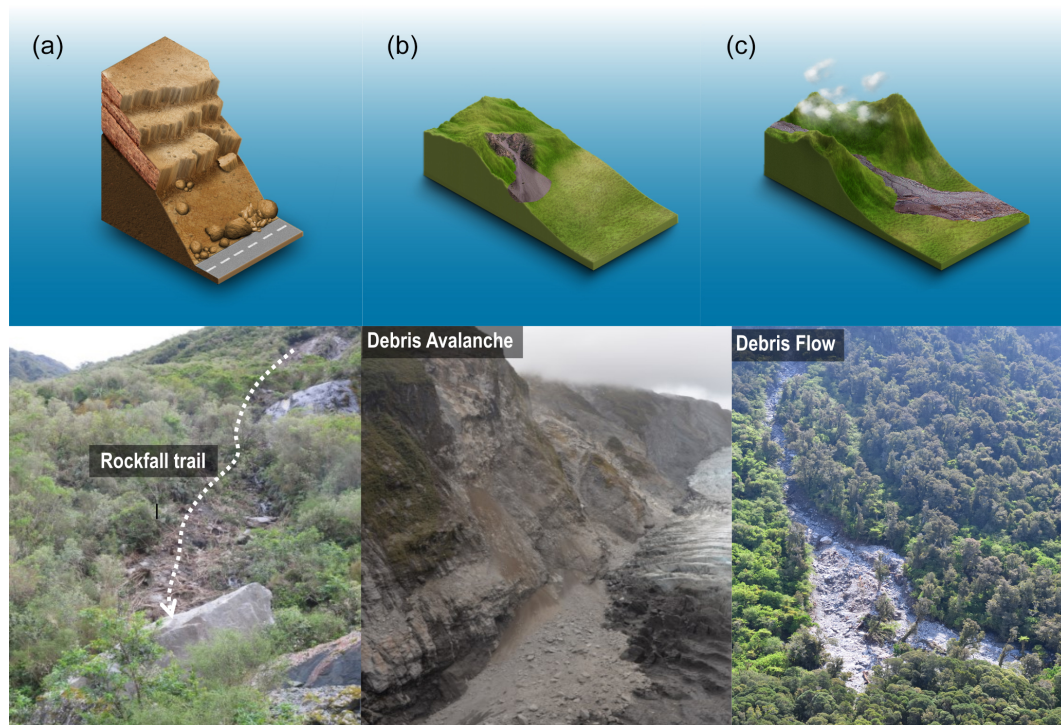 (a)
(b)
(c)
Debris Avalanche
Debris Flow
Rockfall trail